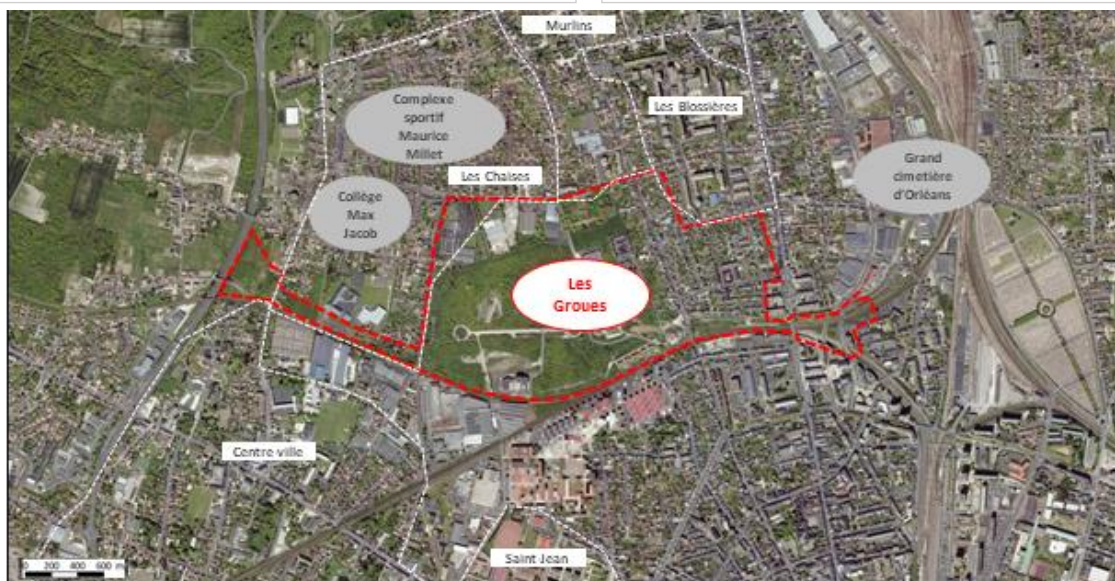 Murlins
Complexe
sportif
Maurice
Millet
Les Blossières
Les Chaises
Grand
cimetière
d'Orléans
Collège
Max
Jacob
Les
Groues
Centre ville
Saint Jean
0 200 400 600 m